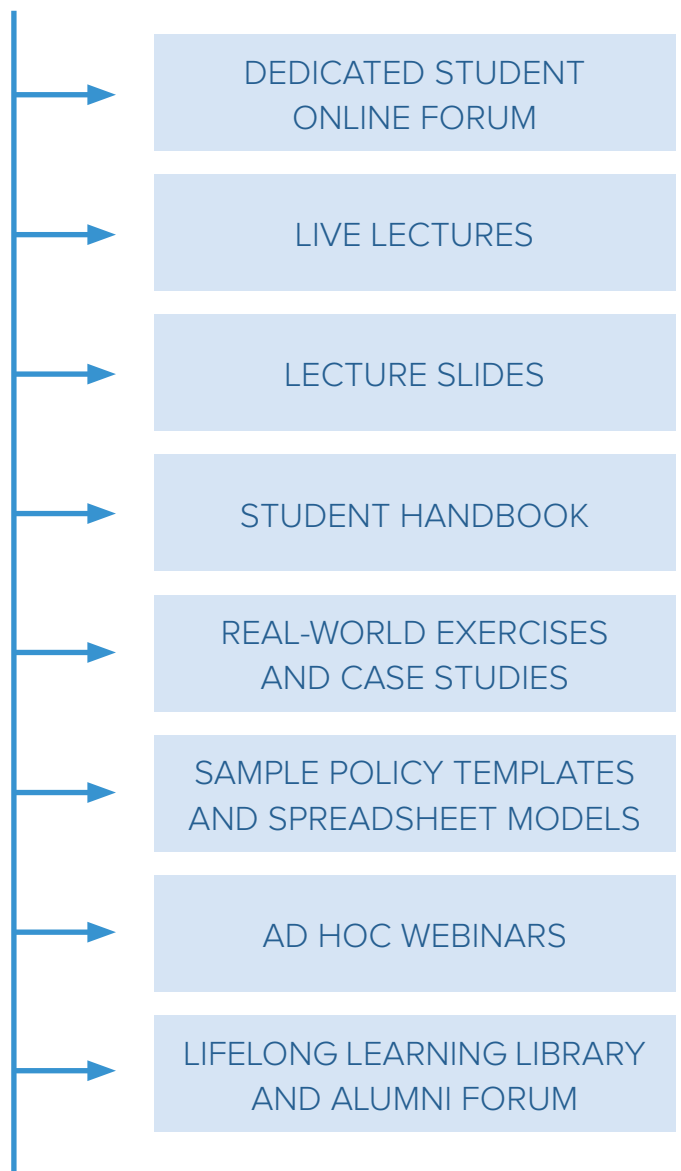 DEDICATED STUDENT
ONLINE FORUM
LIVE LECTURES
LECTURE SLIDES
STUDENT HANDBOOK
REAL-WORLD EXERCISES
AND CASE STUDIES
SAMPLE POLICY TEMPLATES
AND SPREADSHEET MODELS
AD HOC WEBINARS
LIFELONG LEARNING LIBRARY
AND ALUMNI FORUM